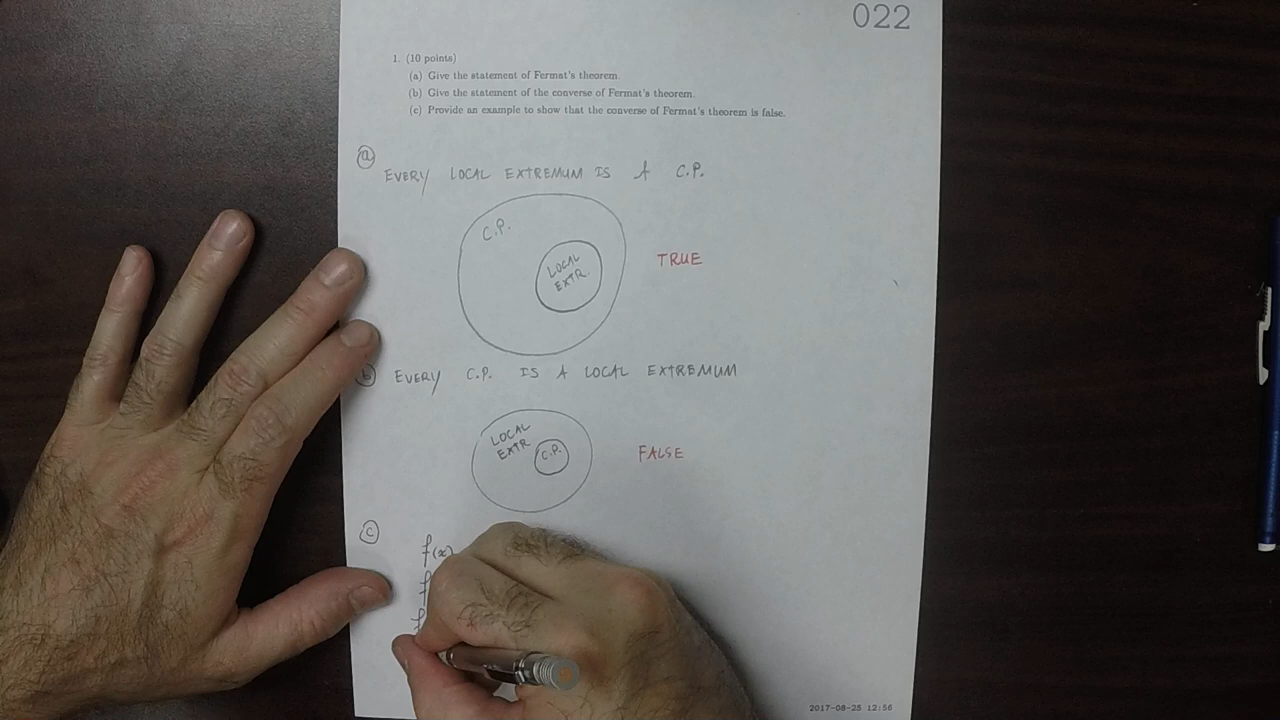 022
1. (10 points)
(a) Give the statement of Fermat's theorem.
(b) Give the statement of the converse of Fermat's theorem.
(c) Provide an example to show that the converse of Fermat's theorem is false.
(a)
EVERY LOCAL EXTREMUM IS A C.P.
C.P.
LOCAL
EXTR.
TRUE
(b) EVERY C.P. IS A LOCAL EXTREMUM
LOCAL
EXTR
C.P.
FALSE
(c)
f(x)
2017-08-25 12:56